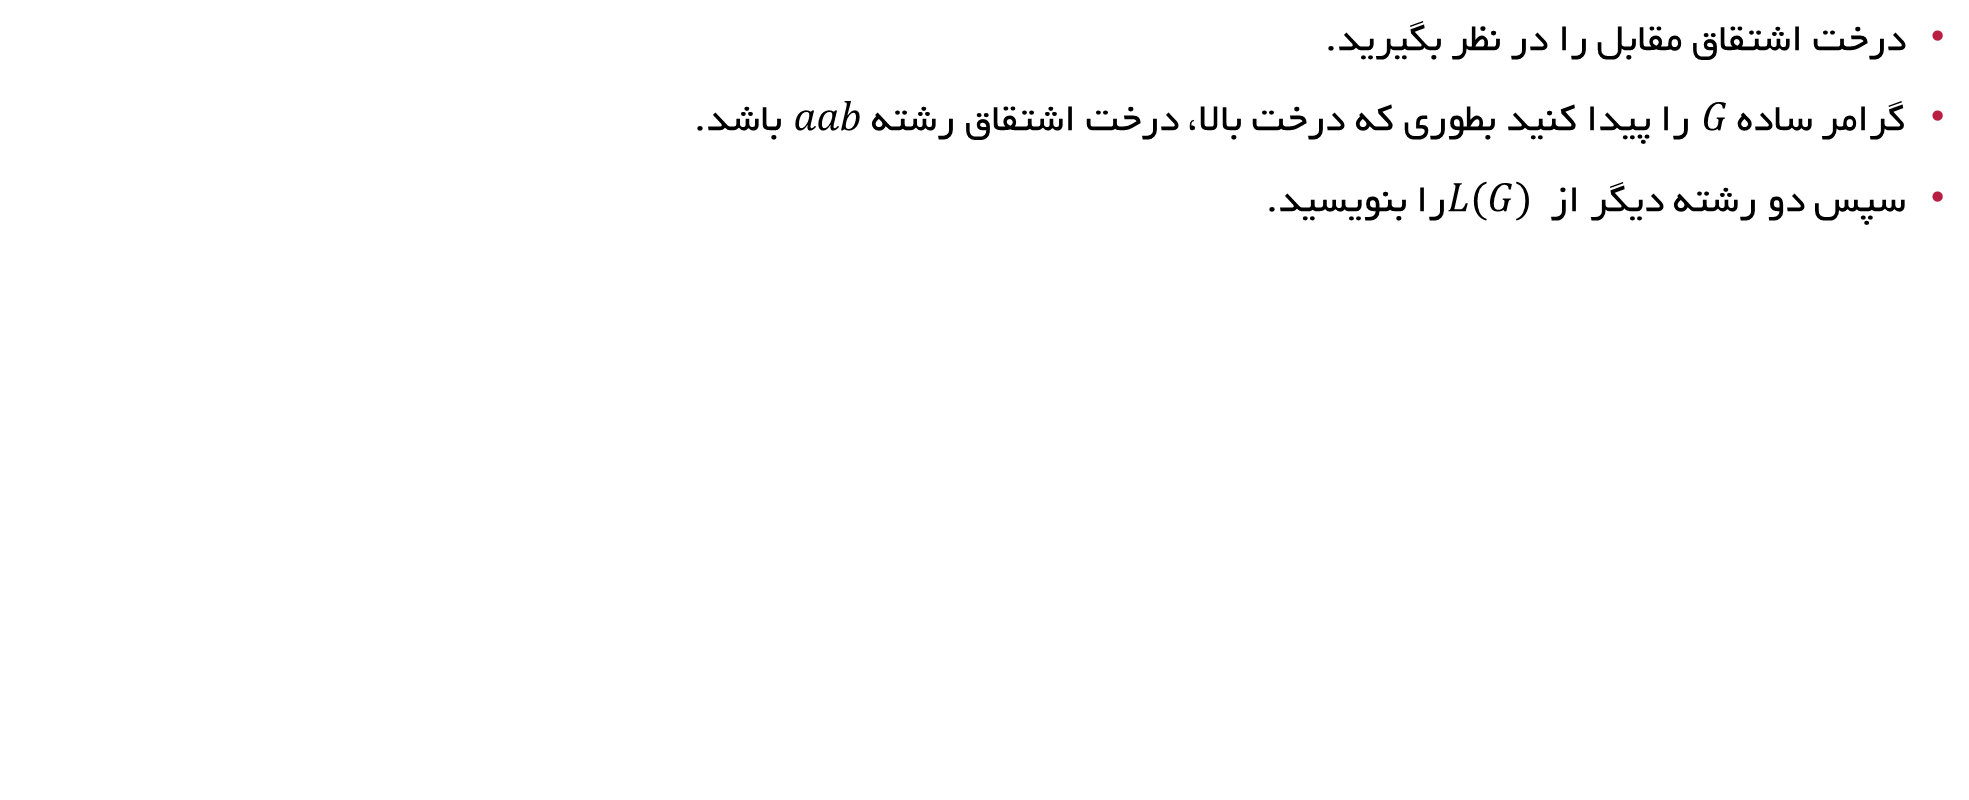 • درخت اشتقاق مقابل را در نظر بگیرید.
• گرامر ساده G را پیدا کنید بطوری که درخت بالا، درخت اشتقاق رشته aab باشد.
• سپس دو رشته دیگر از L(G) را بنویسید.